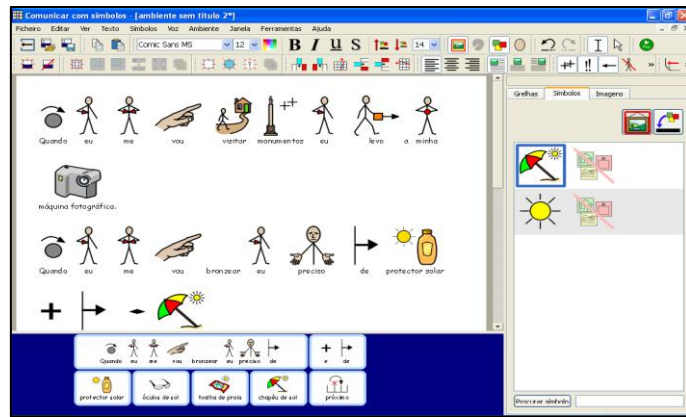 Comunicar com símbolos - [ambiente sem título 2*]
Ficheiro Editar Ver Texto Símbolos Voz Ambiente Janela Ferramentas Ajuda
Comic Sans MS 12 B I U S 14
Grelhas Símbolos Imagens
Quando eu me vou visitar monumentos eu levo a minha
máquina fotográfica.
Quando eu me vou bronzear eu preciso de protector solar
Quando eu me vou bronzear eu preciso de e de
protector solar óculos de sol toalha de praia chapéu de sol próximo
Procurar símbolo